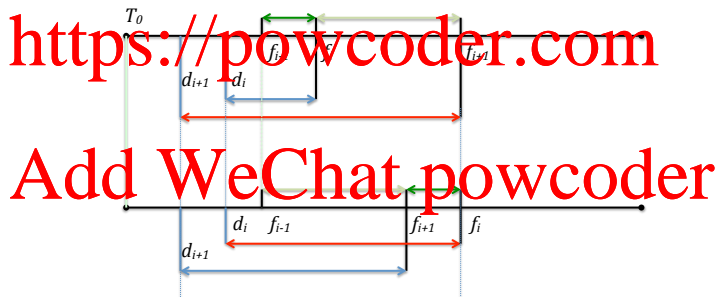 T₀
https://powcoder.com
fᵢ₋₁ fᵢ₊₁
dᵢ₊₁ dᵢ
Add WeChat powcoder
dᵢ fᵢ₋₁ fᵢ₊₁ fᵢ
dᵢ₊₁